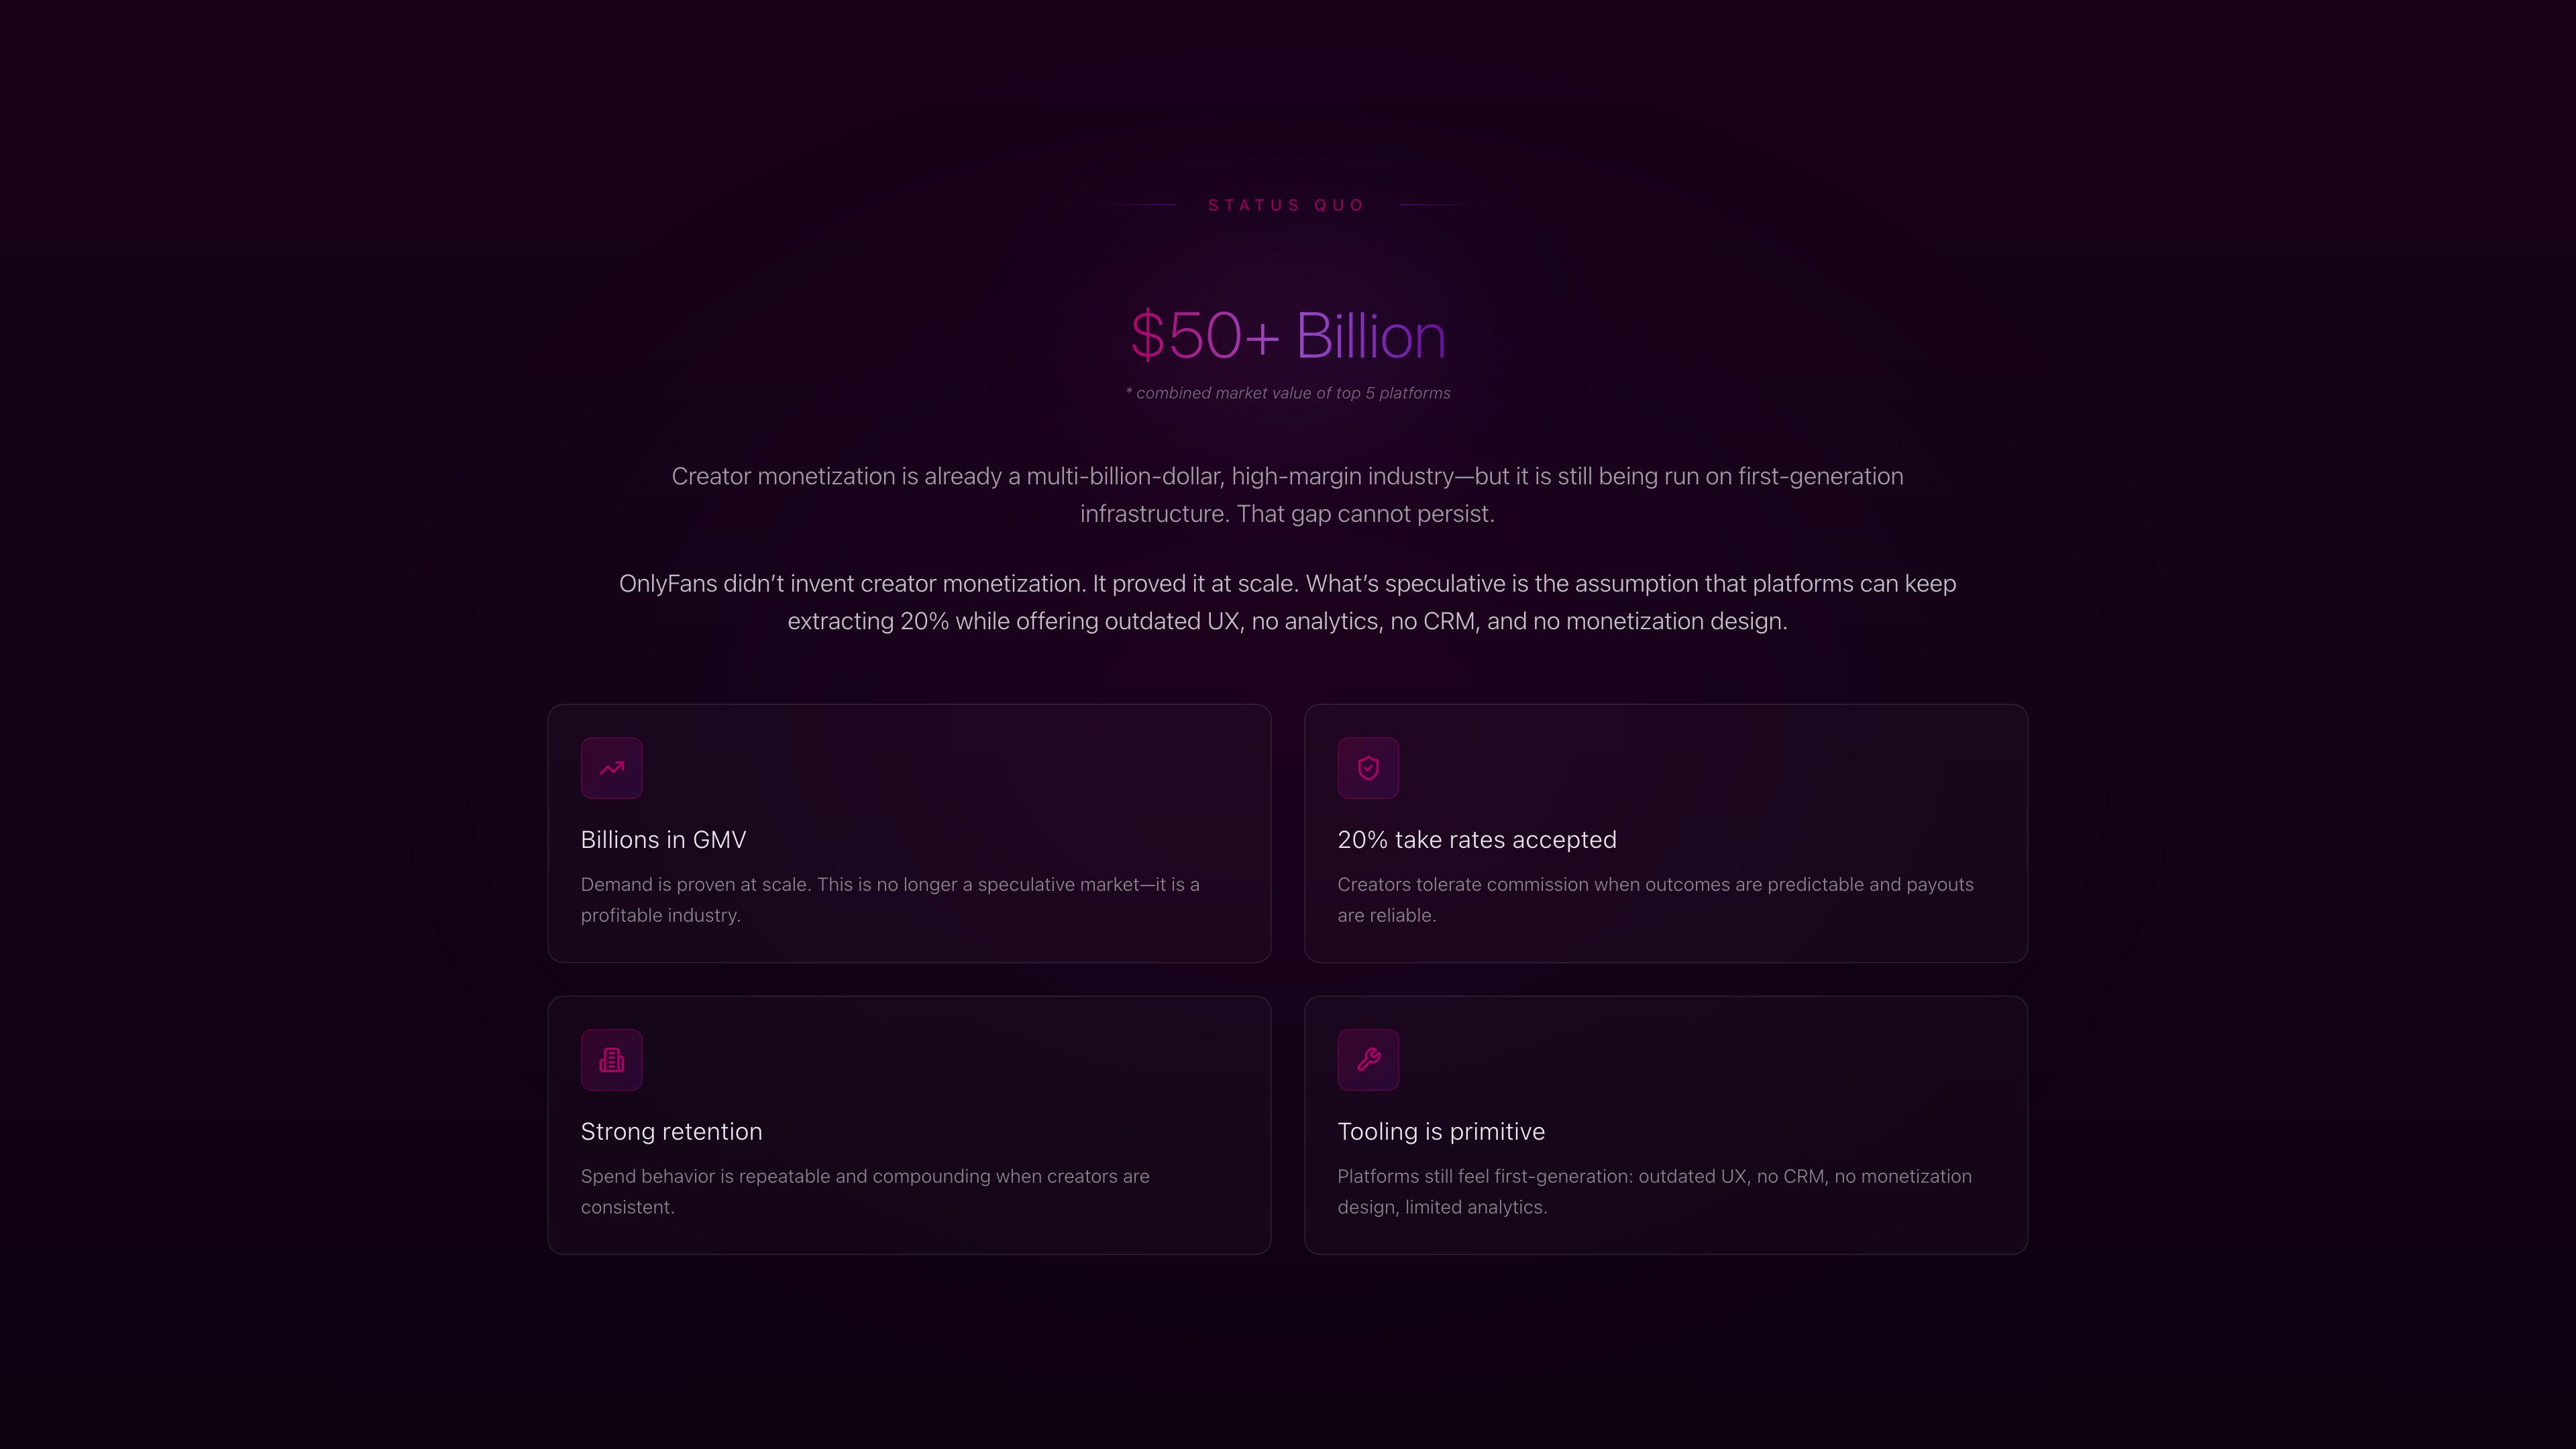 STATUS QUO
$50+ Billion
* combined market value of top 5 platforms
Creator monetization is already a multi-billion-dollar, high-margin industry—but it is still being run on first-generation
infrastructure. That gap cannot persist.
OnlyFans didn’t invent creator monetization. It proved it at scale. What’s speculative is the assumption that platforms can keep
extracting 20% while offering outdated UX, no analytics, no CRM, and no monetization design.
Billions in GMV
Demand is proven at scale. This is no longer a speculative market—it is a
profitable industry.
20% take rates accepted
Creators tolerate commission when outcomes are predictable and payouts
are reliable.
Strong retention
Spend behavior is repeatable and compounding when creators are
consistent.
Tooling is primitive
Platforms still feel first-generation: outdated UX, no CRM, no monetization
design, limited analytics.